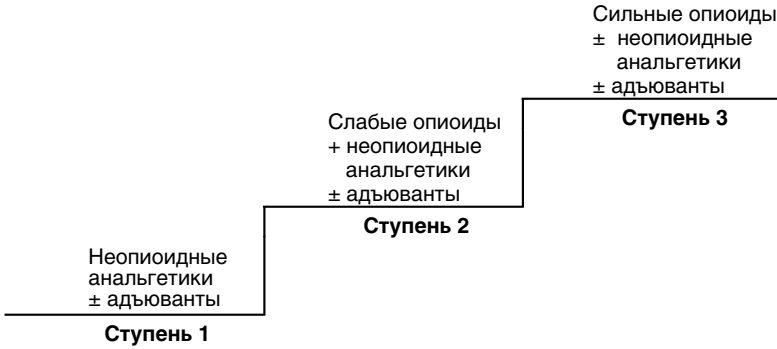 Сильные опиоиды
± неопиоидные
анальгетики
± адъюванты
Ступень 3
Слабые опиоиды
+ неопиоидные
анальгетики
± адъюванты
Ступень 2
Неопиоидные
анальгетики
± адъюванты
Ступень 1